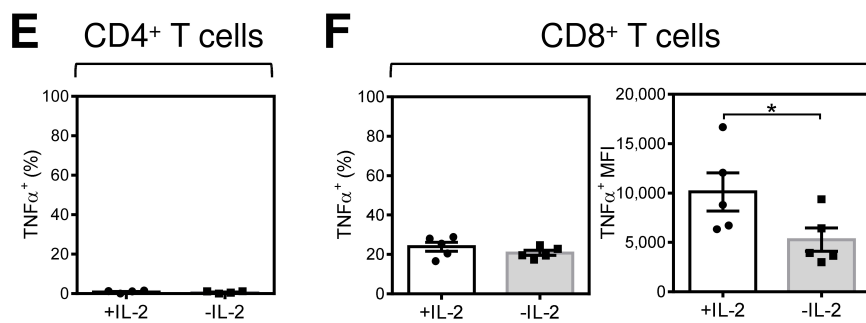 E CD4⁺ T cells
TNFα⁺ (%)
100
80
60
40
20
0
+IL-2 -IL-2
F CD8⁺ T cells
TNFα⁺ (%)
100
80
60
40
20
0
+IL-2 -IL-2
TNFα⁺ MFI
20,000
15,000
10,000
5,000
0
*
+IL-2 -IL-2